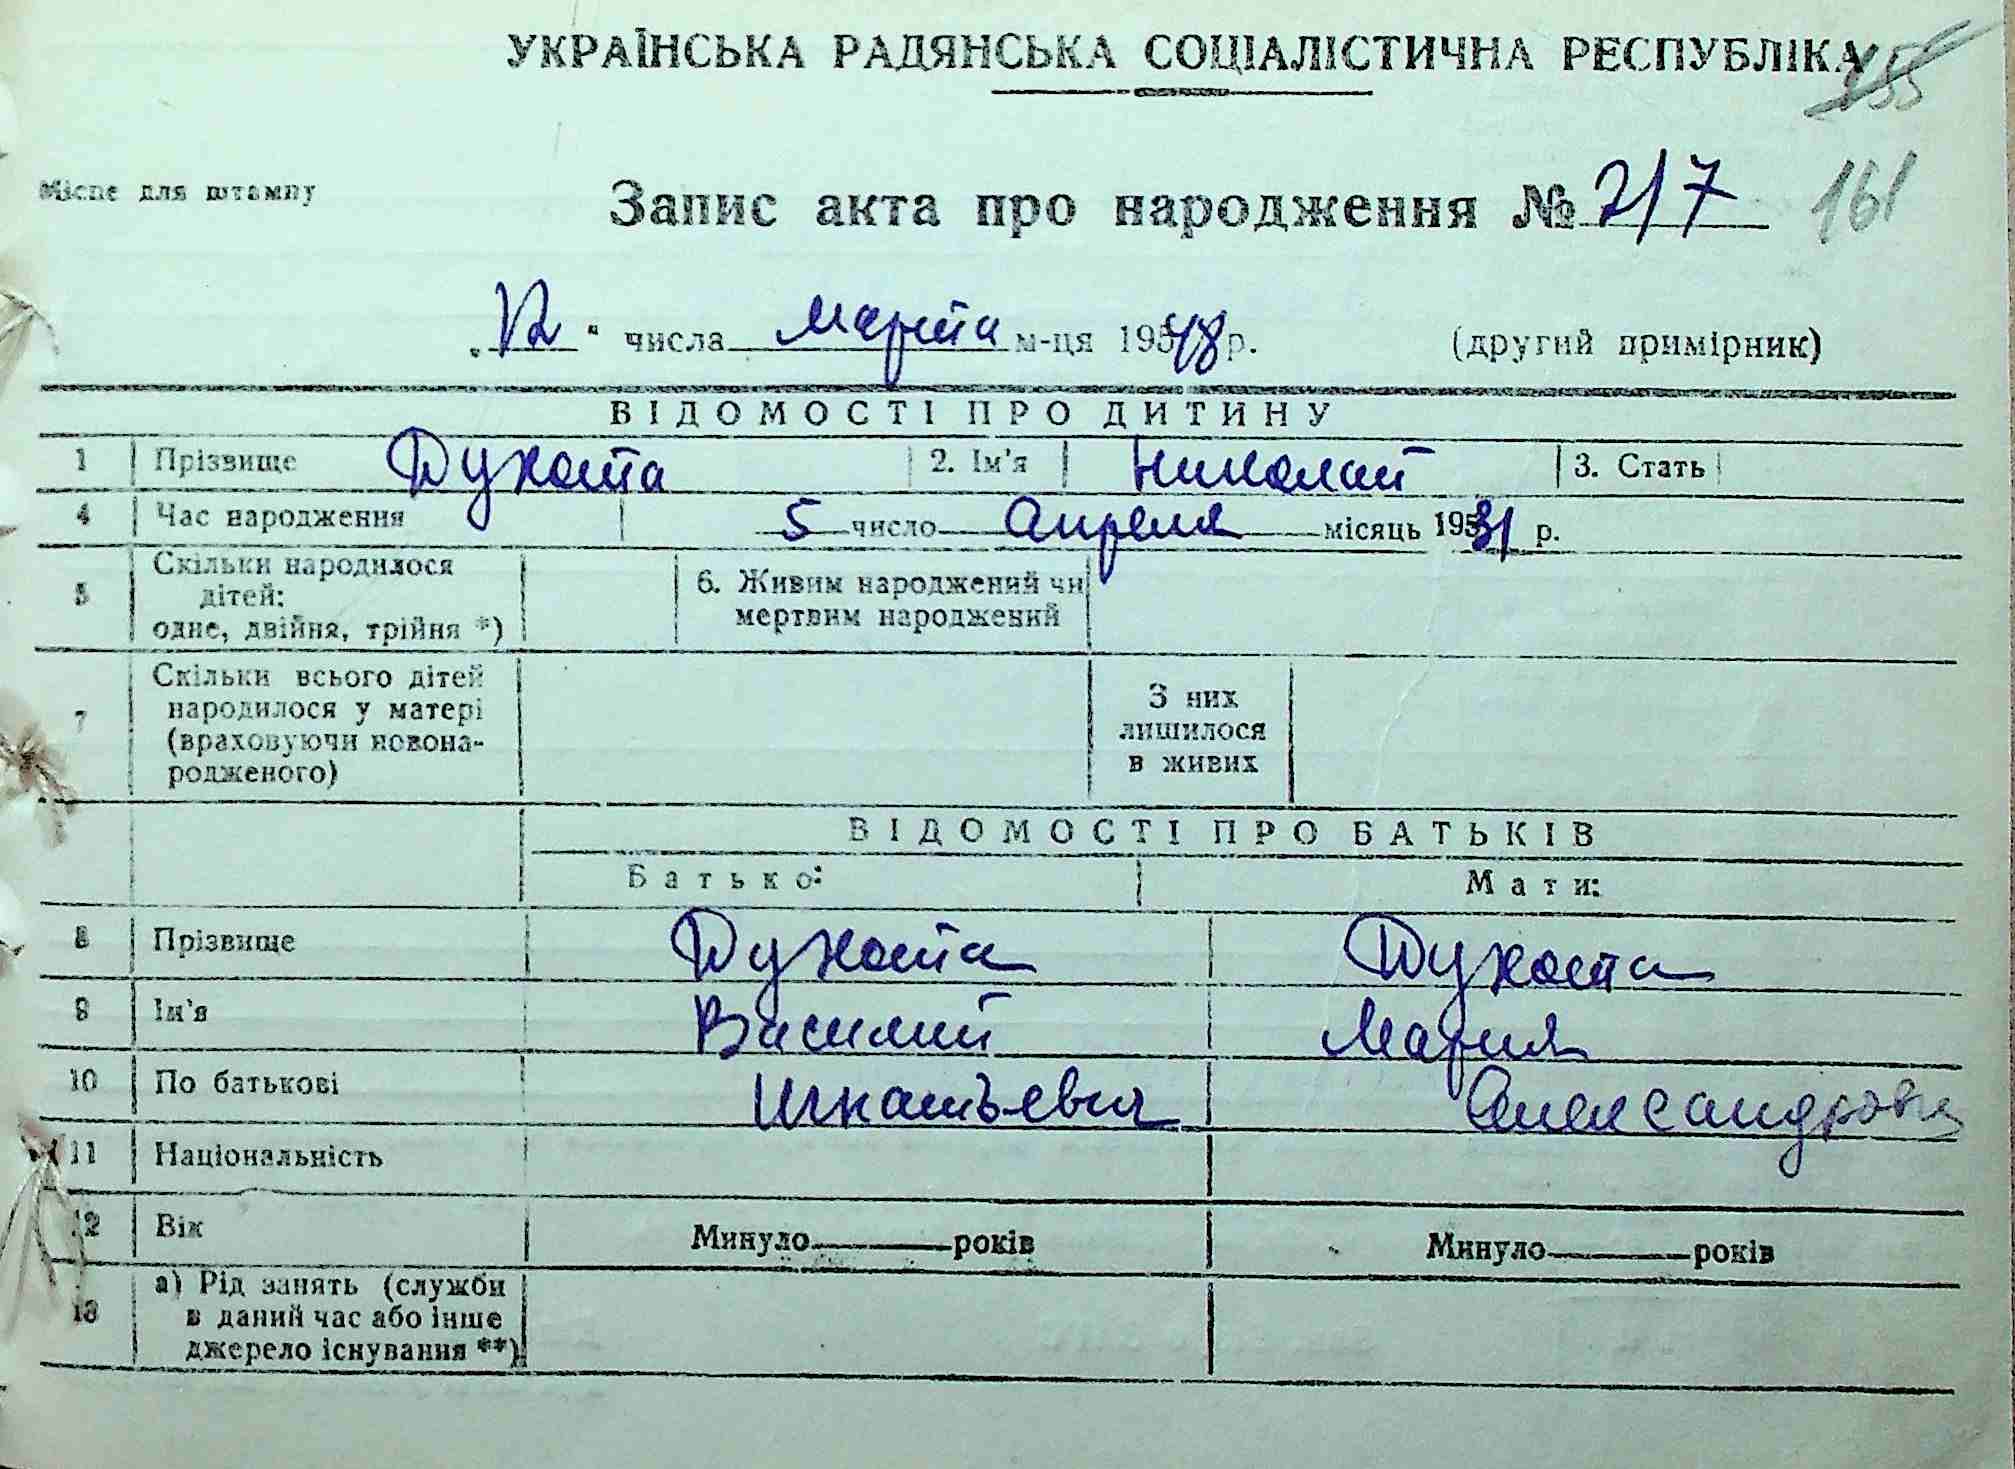 УКРАЇНСЬКА РАДЯНСЬКА СОЦІАЛІСТИЧНА РЕСПУБЛІКА
155
Місце для штампу
Запис акта про народження № 217
161
„12“ числа Марта м-ця 1948 р. (другий примірник)
ВІДОМОСТІ ПРО ДИТИНУ
1 Прізвище Духота 2. Ім'я Николай 3. Стать
4 Час народження 5 число Апреля місяць 1931 р.
5 Скільки народилося дітей: одне, двійня, трійня *) 6. Живим народжений чи мертвим народжений
7 Скільки всього дітей народилося у матері (враховуючи новонародженого) З них лишилося в живих
ВІДОМОСТІ ПРО БАТЬКІВ
Батько: Мати:
8 Прізвище Духота Духота
9 Ім'я Василий Мария
10 По батькові Игнатьевич Александровн
11 Національність
12 Вік Минуло років Минуло років
13 а) Рід занять (служби в даний час або інше джерело існування **)